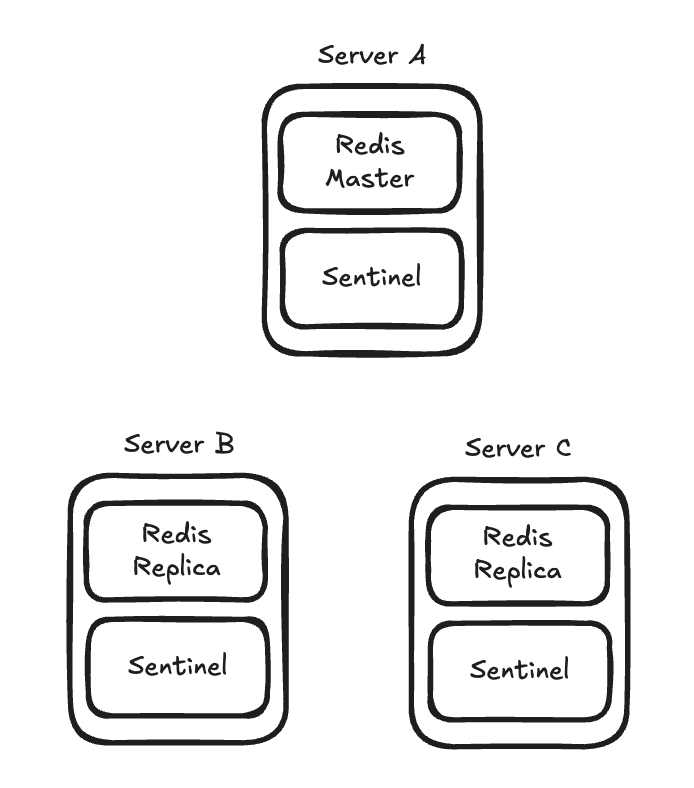 Server A
Redis
Master
Sentinel
Server B
Redis
Replica
Sentinel
Server C
Redis
Replica
Sentinel